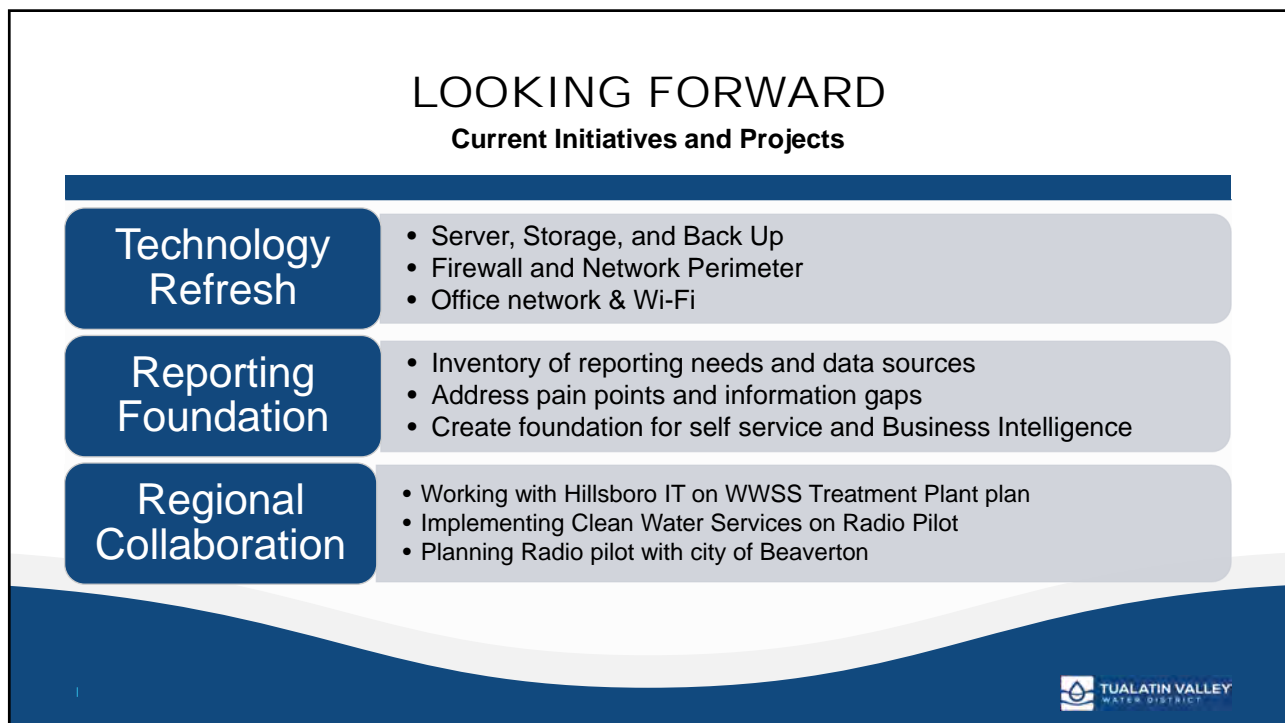 LOOKING FORWARD
Current Initiatives and Projects
Technology
Refresh
• Server, Storage, and Back Up
• Firewall and Network Perimeter
• Office network & Wi-Fi
Reporting
Foundation
• Inventory of reporting needs and data sources
• Address pain points and information gaps
• Create foundation for self service and Business Intelligence
Regional
Collaboration
• Working with Hillsboro IT on WWSS Treatment Plant plan
• Implementing Clean Water Services on Radio Pilot
• Planning Radio pilot with city of Beaverton
|
TUALATIN VALLEY
WATER DISTRICT